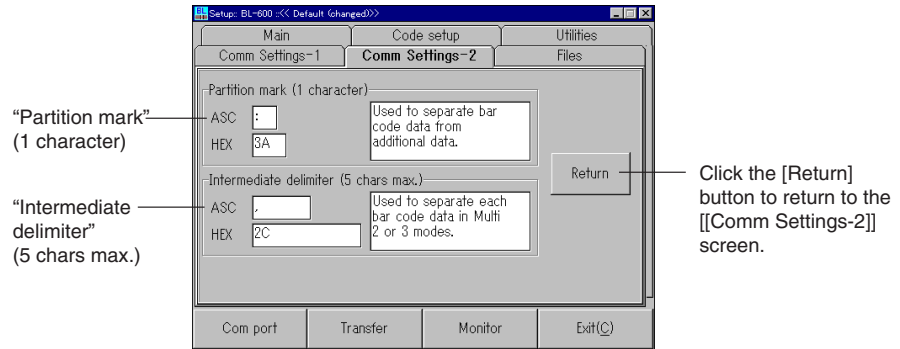 Setup:: BL-600 ::<< Default (changed)>>
Main Code setup Utilities
Comm Settings-1 Comm Settings-2 Files
Partition mark (1 character)
ASC :
HEX 3A
Used to separate bar
code data from
additional data.
Intermediate delimiter (5 chars max.)
ASC ,
HEX 2C
Used to separate each
bar code data in Multi
2 or 3 modes.
Return
Com port Transfer Monitor Exit(C)
“Partition mark”
(1 character)
“Intermediate
delimiter”
(5 chars max.)
Click the [Return]
button to return to the
[[Comm Settings-2]]
screen.